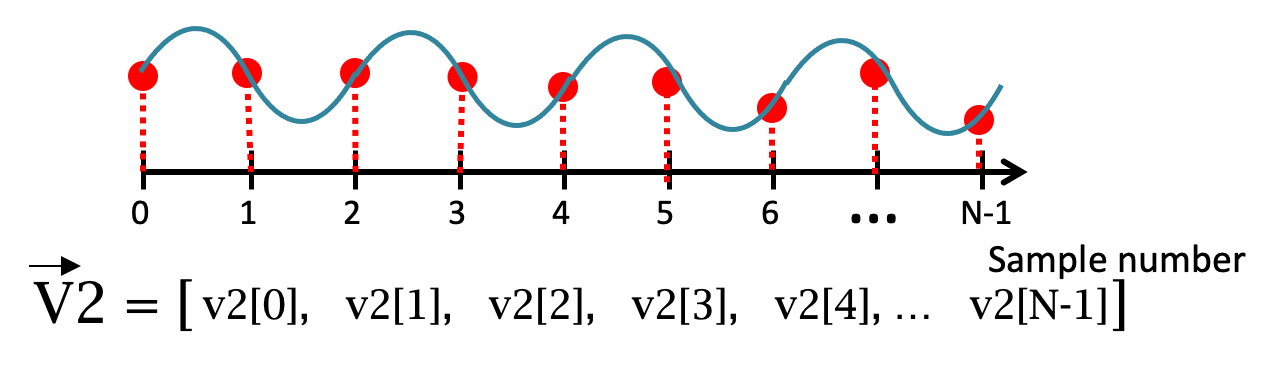 0 1 2 3 4 5 6 ... N-1
Sample number
V2 = [ v2[0], v2[1], v2[2], v2[3], v2[4], ... v2[N-1]]